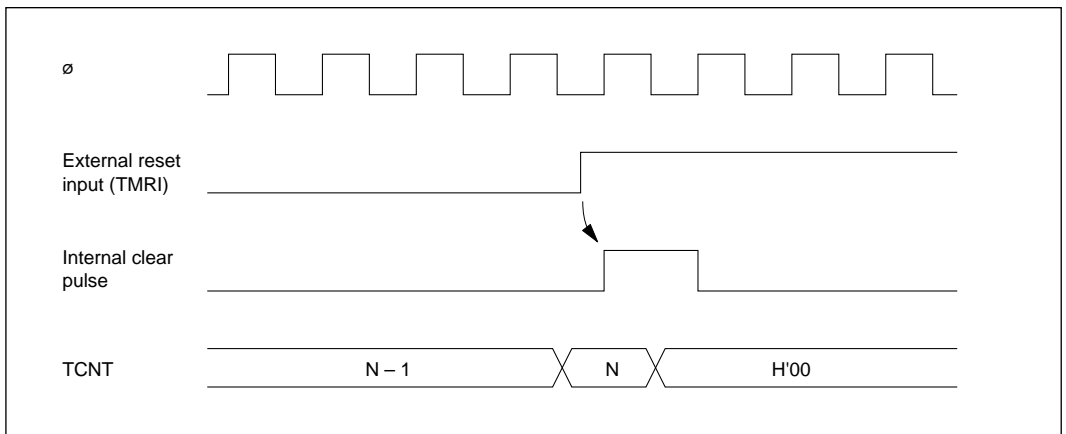 ø
External reset
input (TMRI)
Internal clear
pulse
TCNT
N – 1
N
H'00